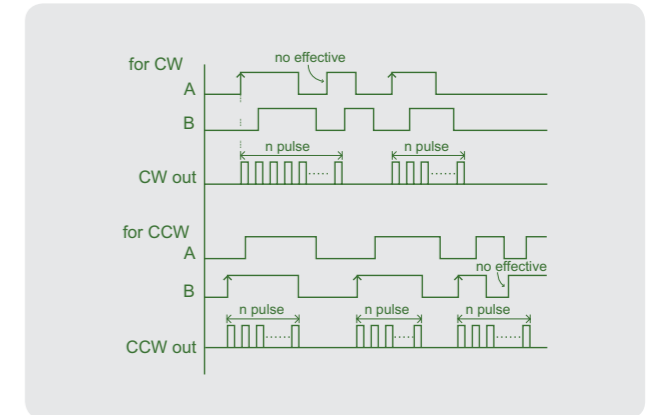 for CW
no effective
A
B
n pulse n pulse
CW out
for CCW
A
no effective
B
n pulse n pulse n pulse
CCW out